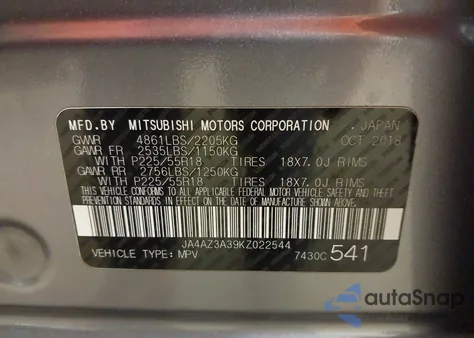 MFD.BY MITSUBISHI MOTORS CORPORATION , JAPAN
GVWR 4861LBS/2205KG OCT 2018
GAWR FR 2535LBS/1150KG
WITH P225/55R18 TIRES 18X7.0J RIMS
GAWR RR 2756LBS/1250KG
WITH P225/55R18 TIRES 18X7.0J RIMS
THIS VEHICLE CONFORMS TO ALL APPLICABLE FEDERAL
MOTOR VEHICLE SAFETY, BUMPER, AND THEFT
PREVENTION STANDARDS IN EFFECT ON THE
DATE OF MANUFACTURE SHOWN ABOVE.
JA4AZ3A39KZ022544
VEHICLE TYPE: MPV 7430C 541
autoSnap